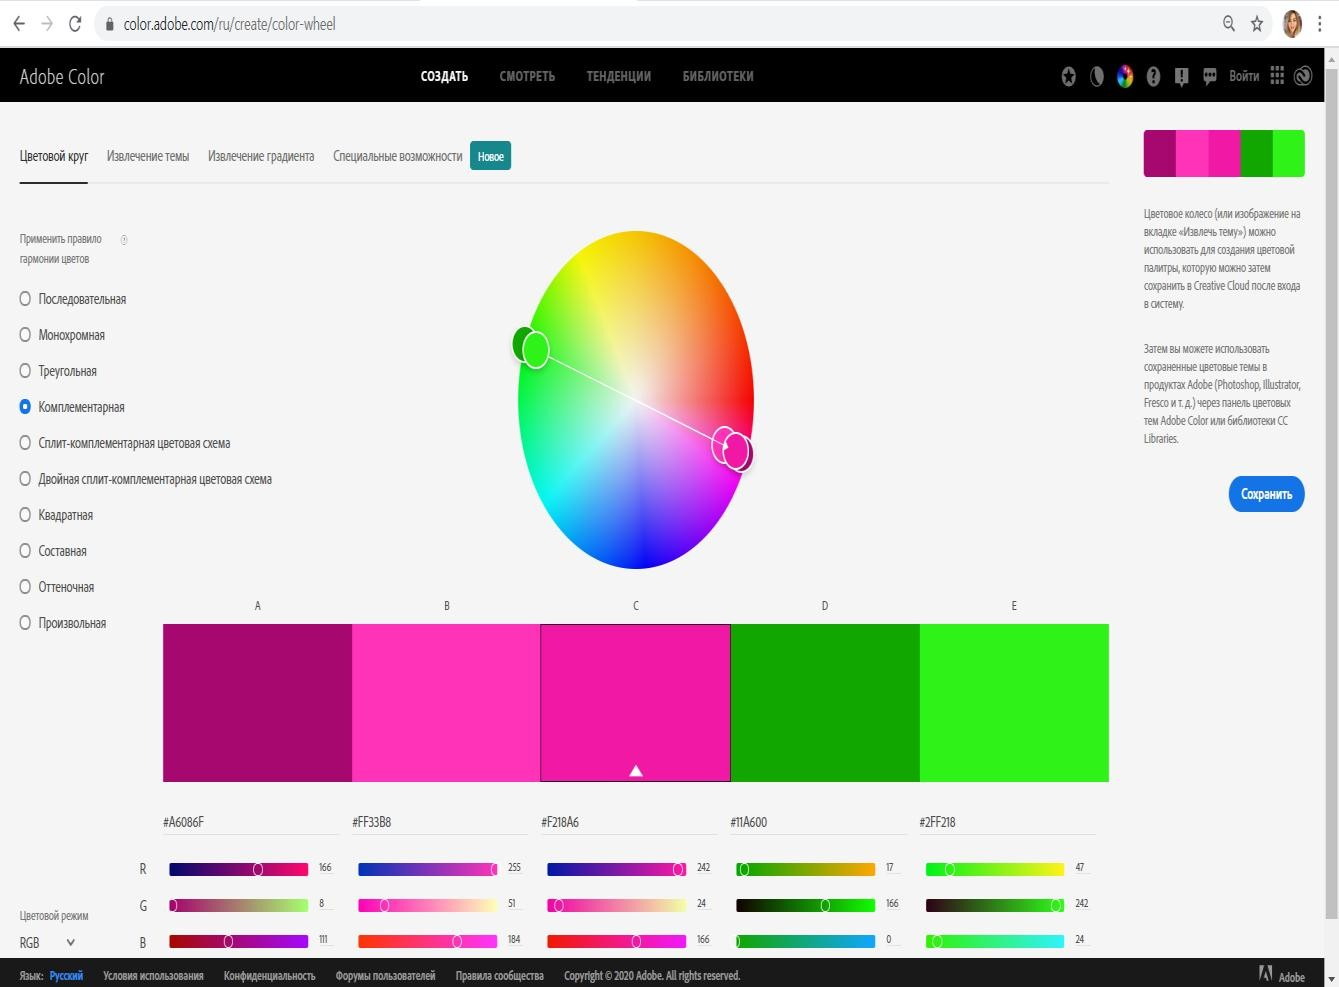 color.adobe.com/ru/create/color-wheel
Adobe Color
СОЗДАТЬ СМОТРЕТЬ ТЕНДЕНЦИИ БИБЛИОТЕКИ
Войти
Цветовой круг Извлечение темы Извлечение градиента Специальные возможности Новое
Применить правило
гармонии цветов
Последовательная
Монохромная
Треугольная
Комплементарная
Сплит-комплементарная цветовая схема
Двойная сплит-комплементарная цветовая схема
Квадратная
Составная
Оттеночная
Произвольная
Цветовое колесо (или изображение на
вкладке «Извлечь тему») можно
использовать для создания цветовой
палитры, которую можно затем
сохранить в Creative Cloud после входа
в систему.
Затем вы можете использовать
сохраненные цветовые темы в
продуктах Adobe (Photoshop, Illustrator,
Fresco и т. д.) через панель цветовых
тем Adobe Color или библиотеки CC
Libraries.
Сохранить
A B C D E
#A6086F #FF33B8 #F218A6 #11A600 #2FF218
R 166 255 242 17 47
G 8 51 24 166 242
B 111 184 166 0 24
Цветовой режим
RGB
Язык: Русский Условия использования Конфиденциальность Форумы пользователей Правила сообщества Copyright © 2020 Adobe. All rights reserved.
Adobe